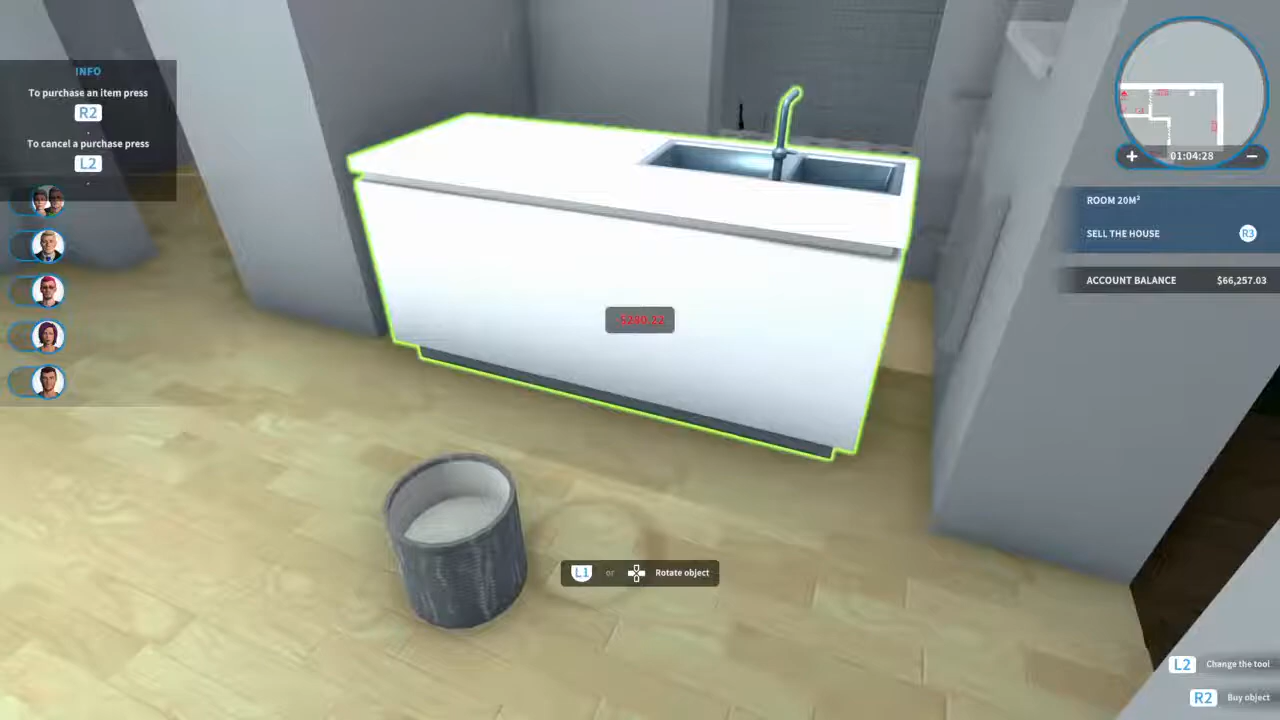 INFO
To purchase an item press
R2
To cancel a purchase press
L2
+ 01:04:28 −
ROOM 20M²
SELL THE HOUSE R3
ACCOUNT BALANCE $66,257.03
L1 or Rotate object
L2 Change the tool
R2 Buy object